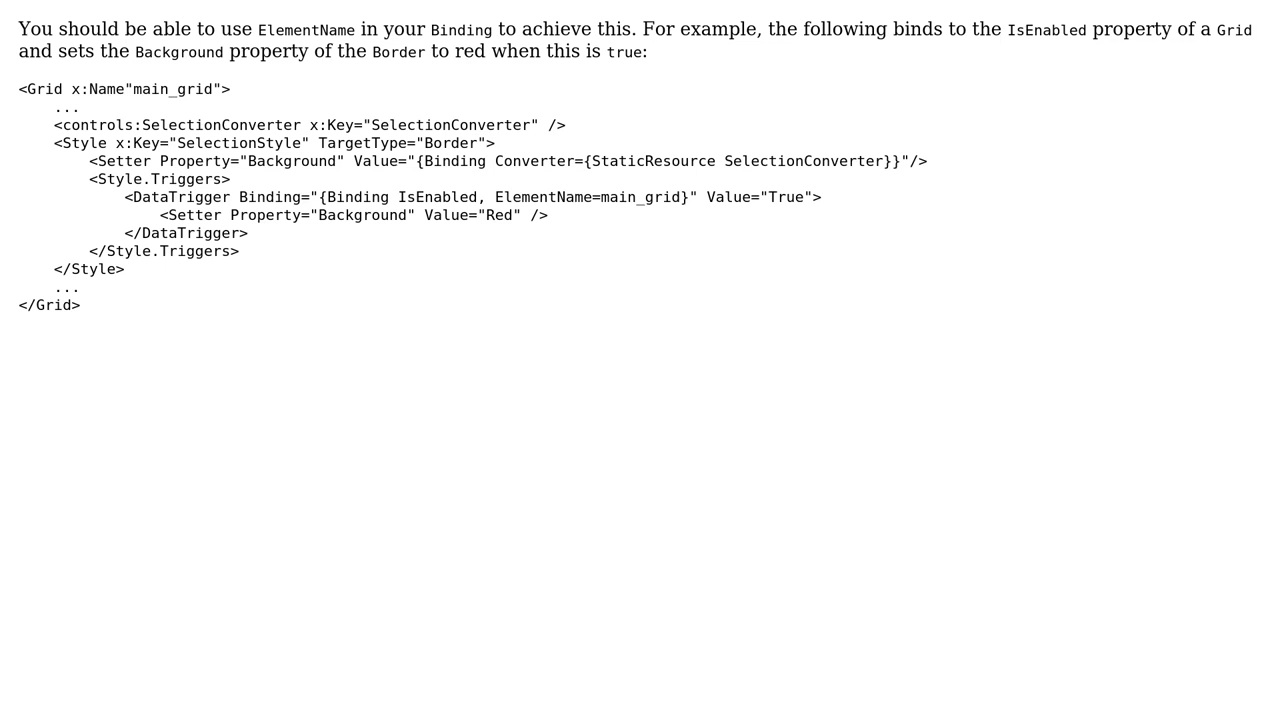 You should be able to use ElementName in your Binding to achieve this. For example, the following binds to the IsEnabled property of a Grid
and sets the Background property of the Border to red when this is true:
<Grid x:Name"main_grid">
    ...
    <controls:SelectionConverter x:Key="SelectionConverter" />
    <Style x:Key="SelectionStyle" TargetType="Border">
        <Setter Property="Background" Value="{Binding Converter={StaticResource SelectionConverter}}"/>
        <Style.Triggers>
            <DataTrigger Binding="{Binding IsEnabled, ElementName=main_grid}" Value="True">
                <Setter Property="Background" Value="Red" />
            </DataTrigger>
        </Style.Triggers>
    </Style>
    ...
</Grid>